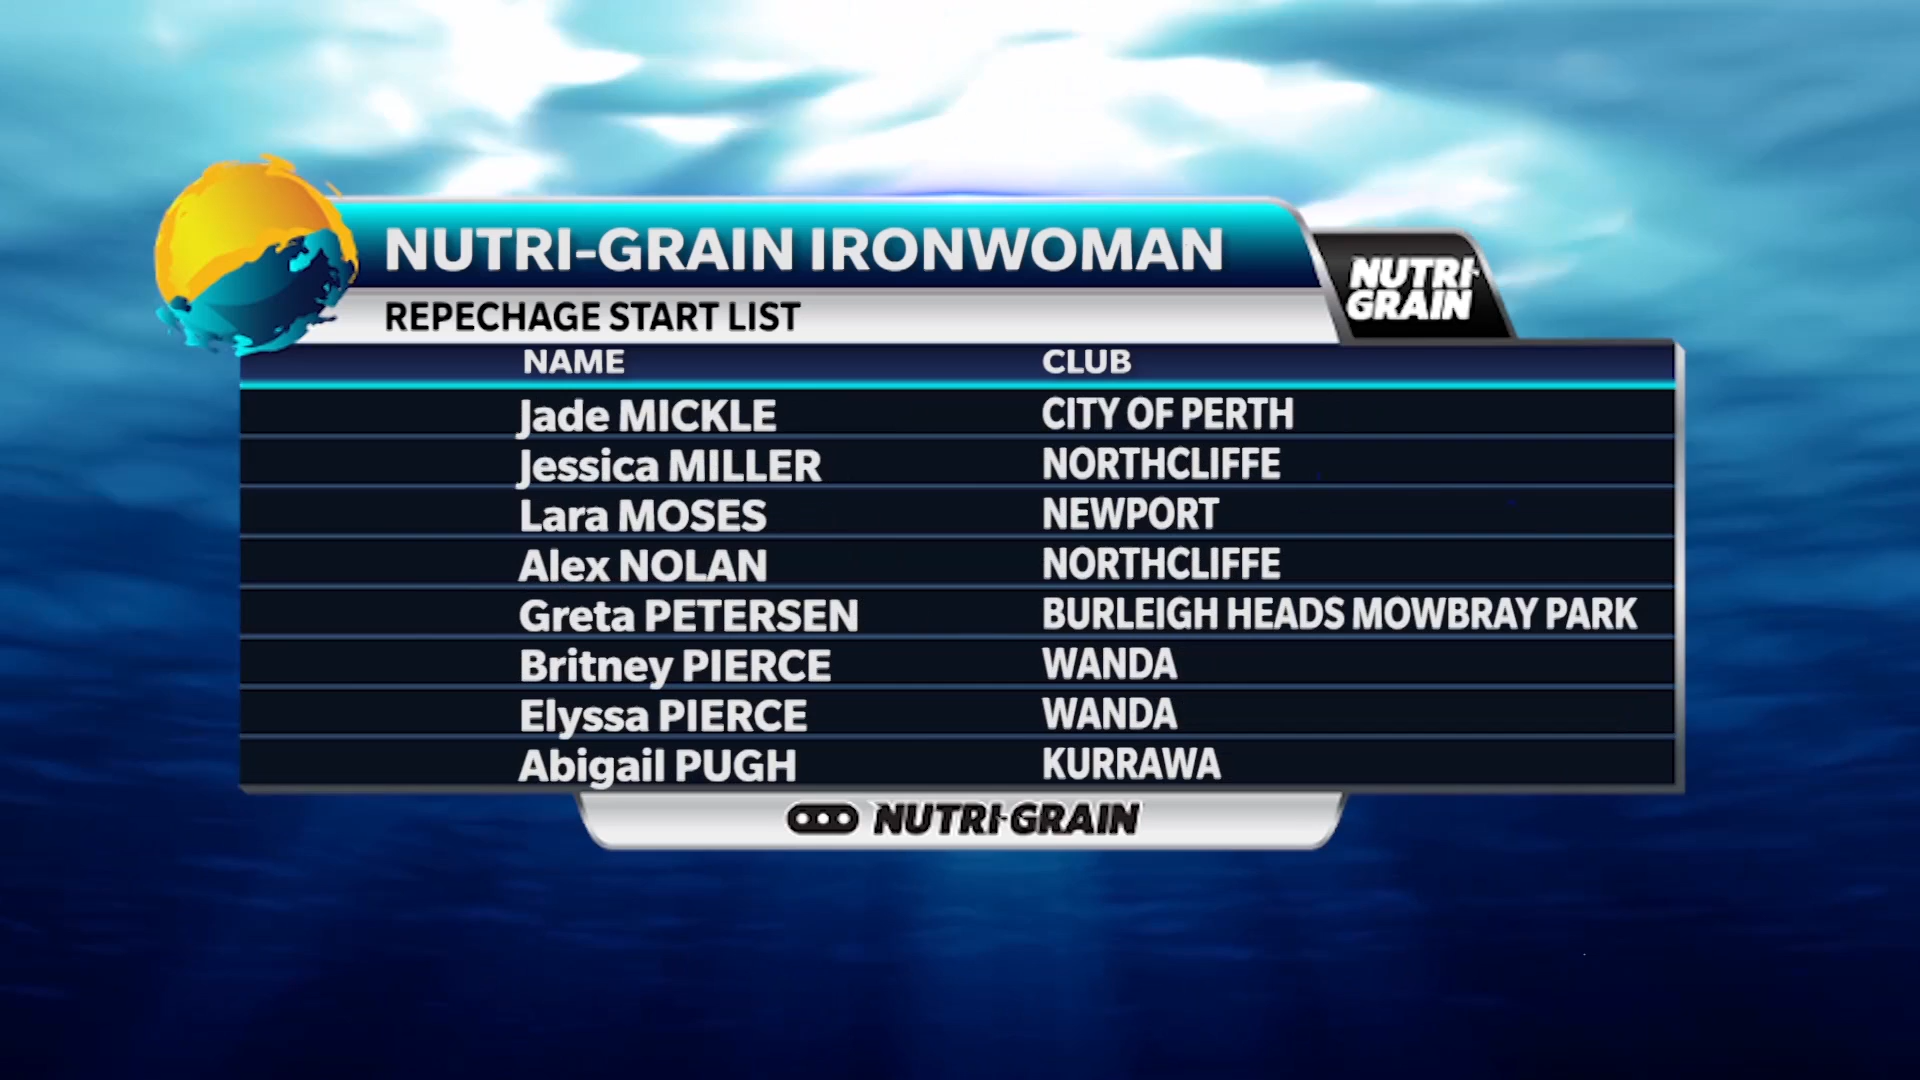 NUTRI-GRAIN IRONWOMAN
NUTRI-
GRAIN
REPECHAGE START LIST
NAME CLUB
Jade MICKLE CITY OF PERTH
Jessica MILLER NORTHCLIFFE
Lara MOSES NEWPORT
Alex NOLAN NORTHCLIFFE
Greta PETERSEN BURLEIGH HEADS MOWBRAY PARK
Britney PIERCE WANDA
Elyssa PIERCE WANDA
Abigail PUGH KURRAWA
NUTRI-GRAIN